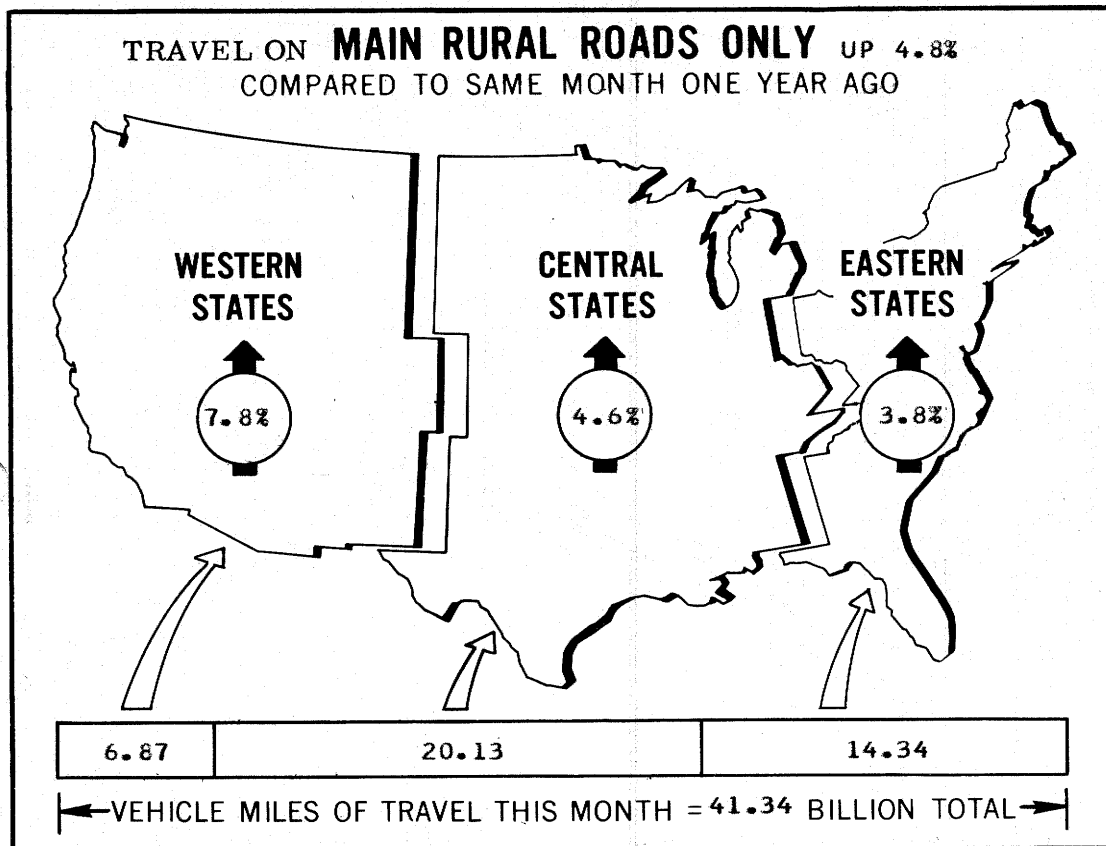 TRAVEL ON MAIN RURAL ROADS ONLY UP 4.8%
COMPARED TO SAME MONTH ONE YEAR AGO
WESTERN
STATES
7.8%
CENTRAL
STATES
4.6%
EASTERN
STATES
3.8%
6.87 20.13 14.34
VEHICLE MILES OF TRAVEL THIS MONTH = 41.34 BILLION TOTAL